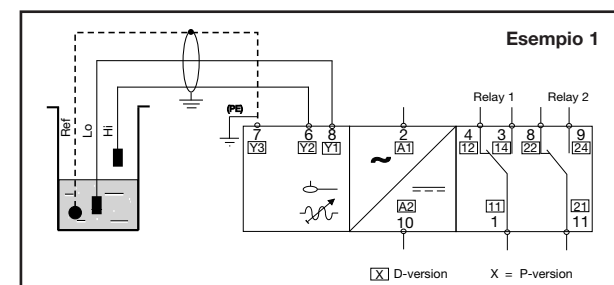 Esempio 1
Relay 1 Relay 2
(PE)
Ref
Lo
Hi
7 6 8 2 4 3 8 9
Y3 Y2 Y1 A1 12 14 22 24
~
A2 11 21
10 1 11
X D-version X = P-version